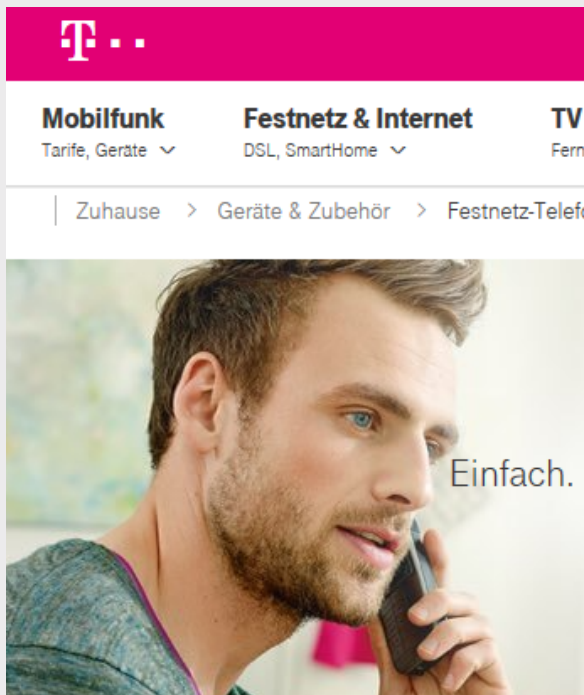 T
Mobilfunk
Tarife, Geräte
Festnetz & Internet
DSL, SmartHome
TV
Zuhause > Geräte & Zubehör > Festnetz-Telef
Einfach.